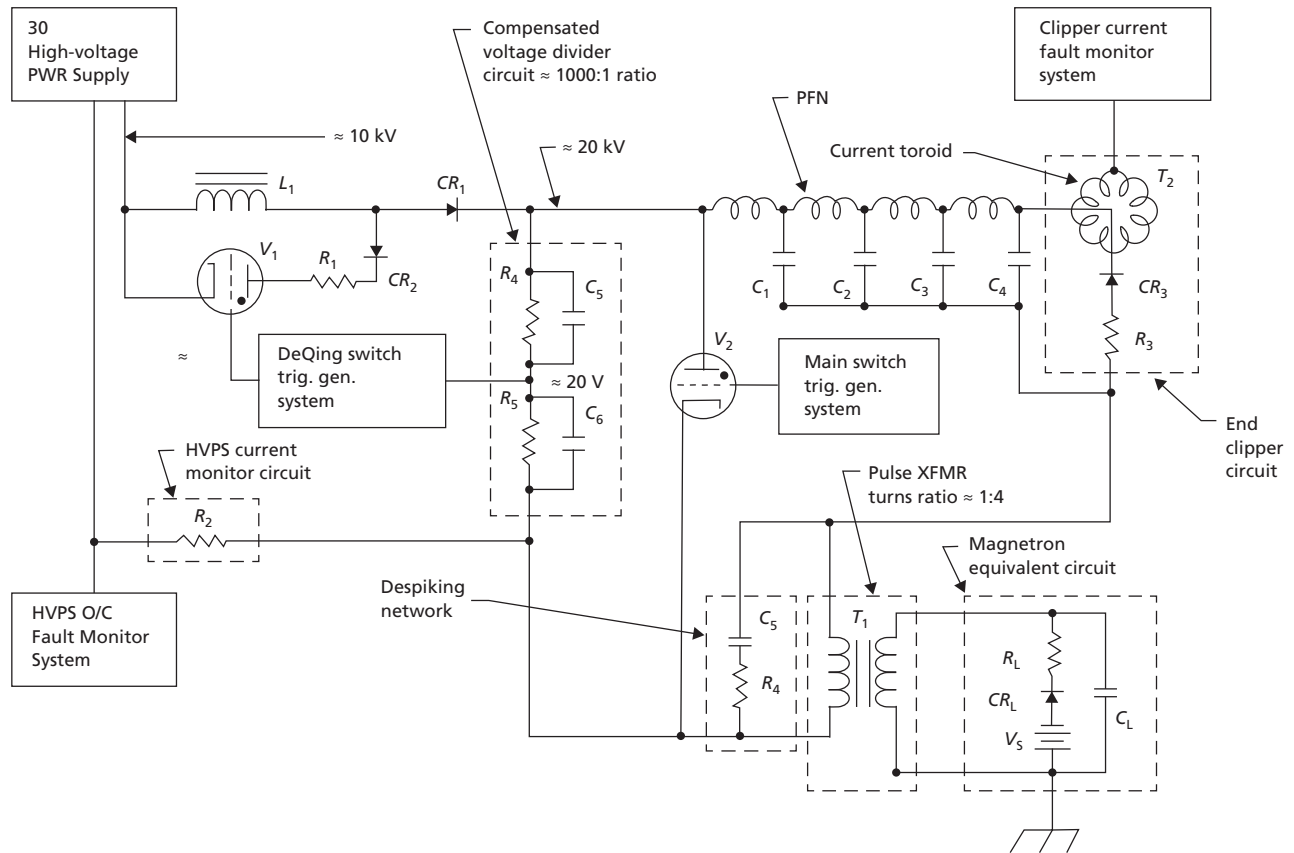 30
High-voltage
PWR Supply
Compensated
voltage divider
circuit ≈ 1000:1 ratio
Clipper current
fault monitor
system
≈ 10 kV
≈ 20 kV
PFN
Current toroid
T2
L1
CR1
V1
R1
CR2
R4
C5
C1
C2
C3
C4
CR3
R3
≈
DeQing switch
trig. gen.
system
≈ 20 V
R5
C6
V2
Main switch
trig. gen.
system
End
clipper
circuit
HVPS current
monitor circuit
R2
Pulse XFMR
turns ratio ≈ 1:4
Magnetron
equivalent circuit
Despiking
network
HVPS O/C
Fault Monitor
System
C5
R4
T1
RL
CRL
VS
CL